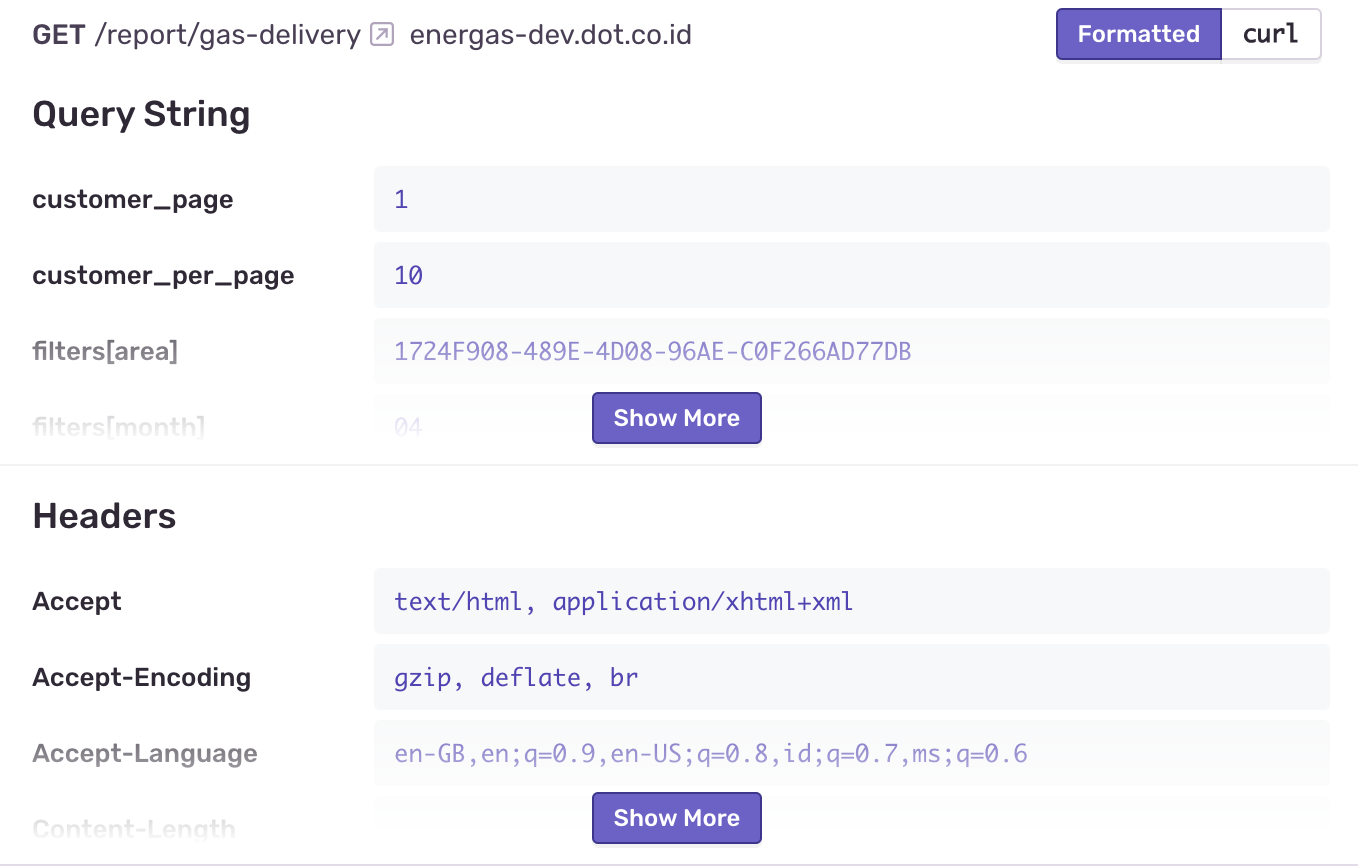 GET /report/gas-delivery energas-dev.dot.co.id
Formatted
curl
Query String
customer_page 1
customer_per_page 10
filters[area] 1724F908-489E-4D08-96AE-C0F266AD77DB
filters[month] 04
Show More
Headers
Accept text/html, application/xhtml+xml
Accept-Encoding gzip, deflate, br
Accept-Language en-GB,en;q=0.9,en-US;q=0.8,id;q=0.7,ms;q=0.6
Content-Length
Show More